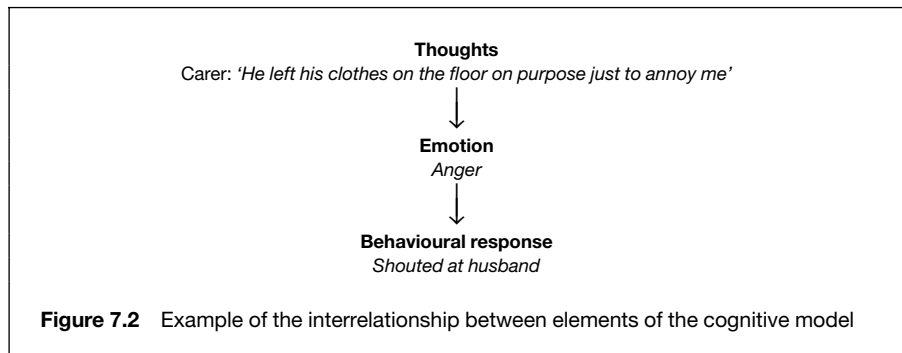 Thoughts
Carer: ‘He left his clothes on the floor on purpose just to annoy me’
Emotion
Anger
Behavioural response
Shouted at husband
Figure 7.2 Example of the interrelationship between elements of the cognitive model